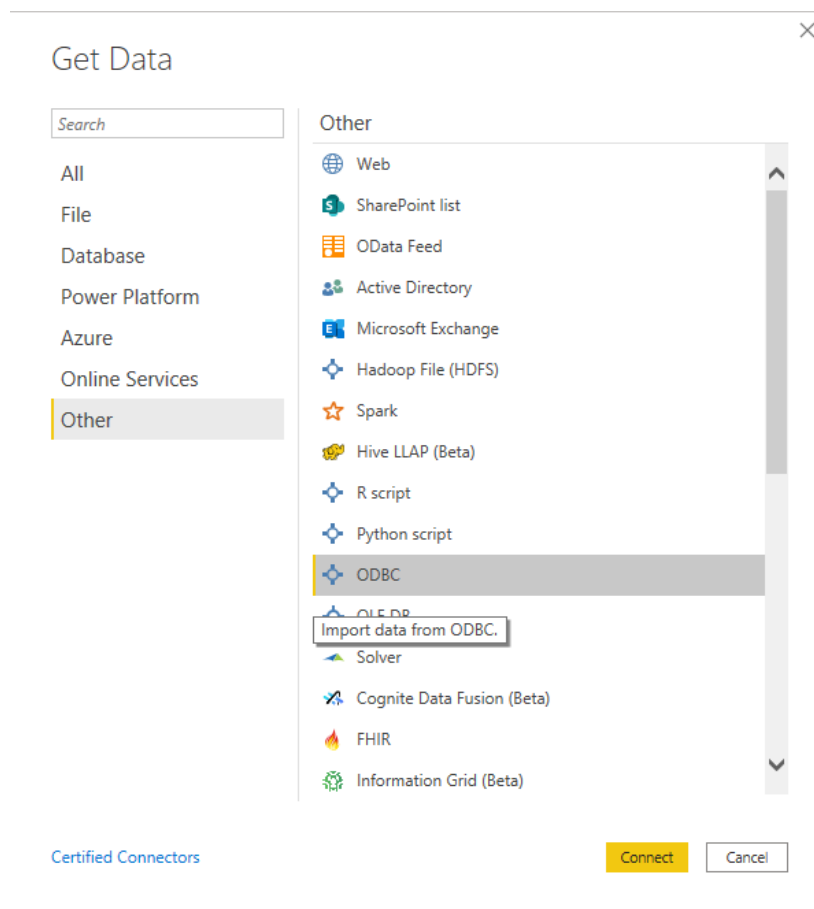 Get Data
Search
All
File
Database
Power Platform
Azure
Online Services
Other
Other
Web
SharePoint list
OData Feed
Active Directory
Microsoft Exchange
Hadoop File (HDFS)
Spark
Hive LLAP (Beta)
R script
Python script
ODBC
Import data from ODBC.
Solver
Cognite Data Fusion (Beta)
FHIR
Information Grid (Beta)
Certified Connectors
Connect
Cancel